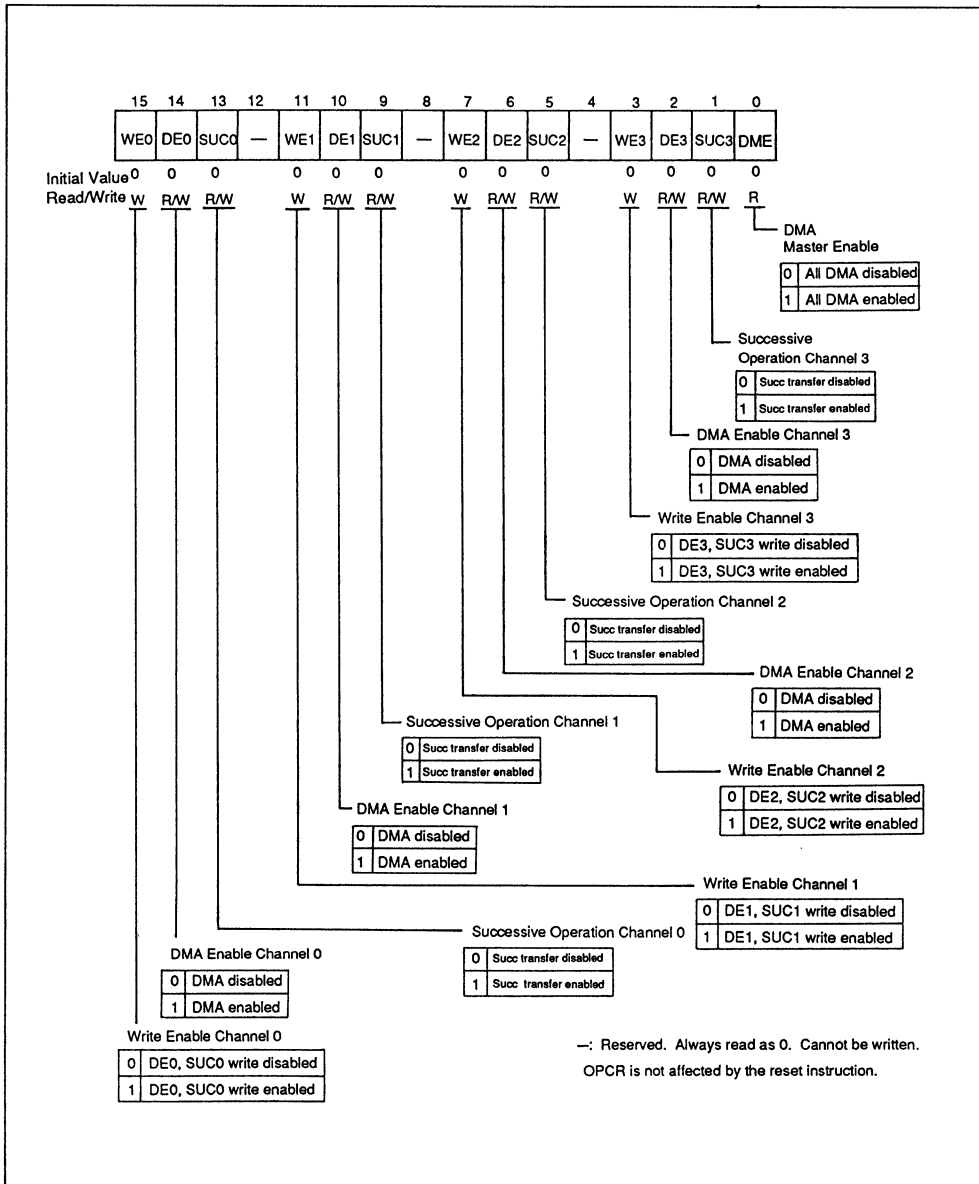 15 14 13 12 11 10 9 8 7 6 5 4 3 2 1 0
WE0 DE0 SUC0 — WE1 DE1 SUC1 — WE2 DE2 SUC2 — WE3 DE3 SUC3 DME
Initial Value 0 0 0 0 0 0 0 0 0 0 0 0 0
Read/Write W R/W R/W W R/W R/W W R/W R/W W R/W R/W R
DMA
Master Enable
0 All DMA disabled
1 All DMA enabled
Successive
Operation Channel 3
0 Succ transfer disabled
1 Succ transfer enabled
DMA Enable Channel 3
0 DMA disabled
1 DMA enabled
Write Enable Channel 3
0 DE3, SUC3 write disabled
1 DE3, SUC3 write enabled
Successive Operation Channel 2
0 Succ transfer disabled
1 Succ transfer enabled
DMA Enable Channel 2
0 DMA disabled
1 DMA enabled
Successive Operation Channel 1
0 Succ transfer disabled
1 Succ transfer enabled
Write Enable Channel 2
0 DE2, SUC2 write disabled
1 DE2, SUC2 write enabled
DMA Enable Channel 1
0 DMA disabled
1 DMA enabled
Write Enable Channel 1
0 DE1, SUC1 write disabled
1 DE1, SUC1 write enabled
Successive Operation Channel 0
0 Succ transfer disabled
1 Succ transfer enabled
DMA Enable Channel 0
0 DMA disabled
1 DMA enabled
Write Enable Channel 0
0 DE0, SUC0 write disabled
1 DE0, SUC0 write enabled
—: Reserved. Always read as 0. Cannot be written.
OPCR is not affected by the reset instruction.